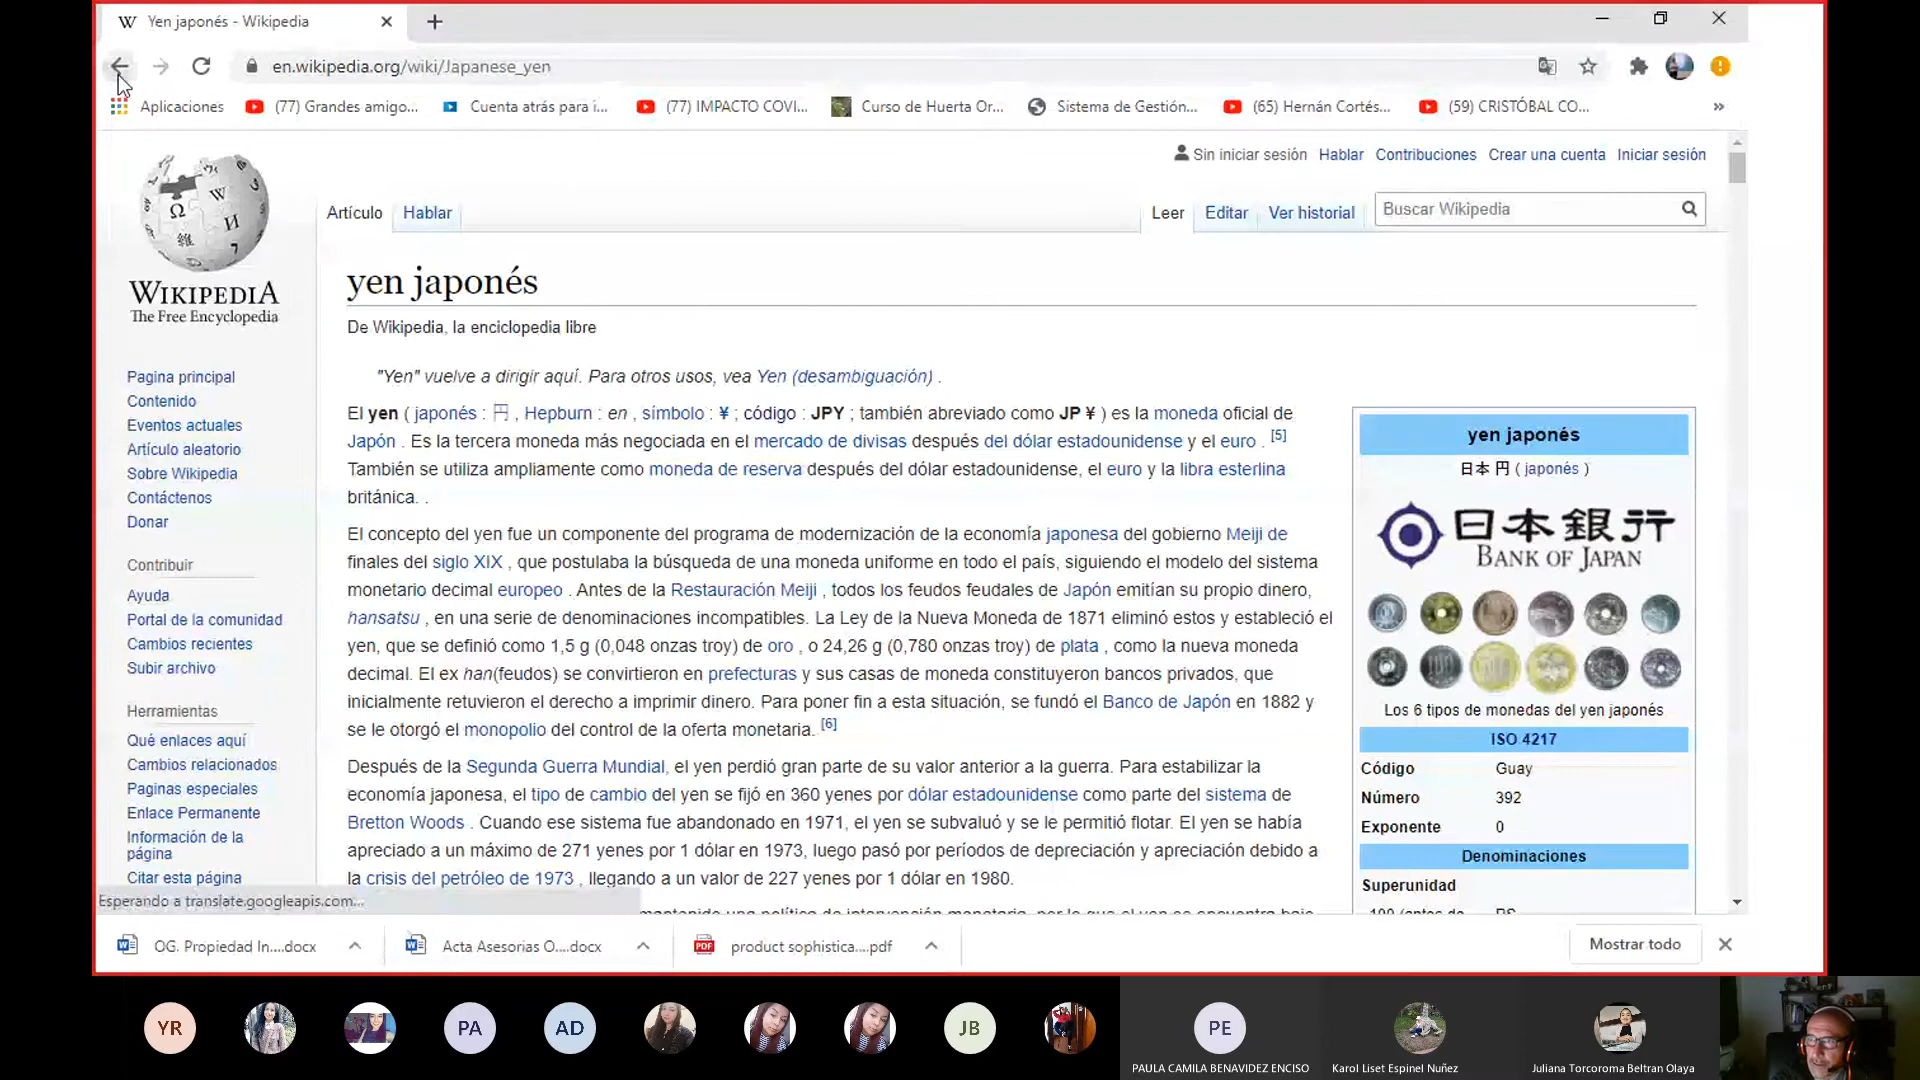 Yen japonés - Wikipedia
en.wikipedia.org/wiki/Japanese_yen
Aplicaciones
(77) Grandes amigo...
Cuenta atrás para i...
(77) IMPACTO COVI...
Curso de Huerta Or...
Sistema de Gestión...
(65) Hernán Cortés...
(59) CRISTÓBAL CO...
»
Sin iniciar sesión Hablar Contribuciones Crear una cuenta Iniciar sesión
Artículo Hablar Leer Editar Ver historial Buscar Wikipedia
WIKIPEDIA
The Free Encyclopedia
Pagina principal
Contenido
Eventos actuales
Artículo aleatorio
Sobre Wikipedia
Contáctenos
Donar
Contribuir
Ayuda
Portal de la comunidad
Cambios recientes
Subir archivo
Herramientas
Qué enlaces aquí
Cambios relacionados
Paginas especiales
Enlace Permanente
Información de la
página
Citar esta página
yen japonés
De Wikipedia, la enciclopedia libre
"Yen" vuelve a dirigir aquí. Para otros usos, vea Yen (desambiguación) .
El yen ( japonés : 円 , Hepburn : en , símbolo : ¥ ; código : JPY ; también abreviado como JP ¥ ) es la moneda oficial de
Japón . Es la tercera moneda más negociada en el mercado de divisas después del dólar estadounidense y el euro . [5]
También se utiliza ampliamente como moneda de reserva después del dólar estadounidense, el euro y la libra esterlina
británica. .
El concepto del yen fue un componente del programa de modernización de la economía japonesa del gobierno Meiji de
finales del siglo XIX , que postulaba la búsqueda de una moneda uniforme en todo el país, siguiendo el modelo del sistema
monetario decimal europeo . Antes de la Restauración Meiji , todos los feudos feudales de Japón emitían su propio dinero,
hansatsu , en una serie de denominaciones incompatibles. La Ley de la Nueva Moneda de 1871 eliminó estos y estableció el
yen, que se definió como 1,5 g (0,048 onzas troy) de oro , o 24,26 g (0,780 onzas troy) de plata , como la nueva moneda
decimal. El ex han(feudos) se convirtieron en prefecturas y sus casas de moneda constituyeron bancos privados, que
inicialmente retuvieron el derecho a imprimir dinero. Para poner fin a esta situación, se fundó el Banco de Japón en 1882 y
se le otorgó el monopolio del control de la oferta monetaria. [6]
Después de la Segunda Guerra Mundial, el yen perdió gran parte de su valor anterior a la guerra. Para estabilizar la
economía japonesa, el tipo de cambio del yen se fijó en 360 yenes por dólar estadounidense como parte del sistema de
Bretton Woods . Cuando ese sistema fue abandonado en 1971, el yen se subvaluó y se le permitió flotar. El yen se había
apreciado a un máximo de 271 yenes por 1 dólar en 1973, luego pasó por períodos de depreciación y apreciación debido a
la crisis del petróleo de 1973 , llegando a un valor de 227 yenes por 1 dólar en 1980.
yen japonés
日本 円 ( japonés )
日本銀行
BANK OF JAPAN
Los 6 tipos de monedas del yen japonés
ISO 4217
Código Guay
Número 392
Exponente 0
Denominaciones
Superunidad
Esperando a translate.googleapis.com...
OG. Propiedad In....docx
Acta Asesorias O....docx
product sophistica....pdf
Mostrar todo
YR
PA
AD
JB
PE
PAULA CAMILA BENAVIDEZ ENCISO
Karol Liset Espinel Nuñez
Juliana Torcoroma Beltran Olaya